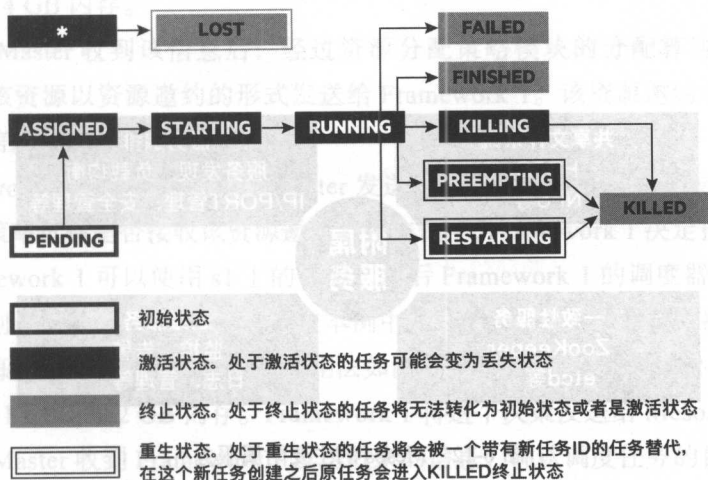 * LOST FAILED
FINISHED
ASSIGNED STARTING RUNNING KILLING
PREEMPTING
KILLED
PENDING RESTARTING
初始状态
激活状态。处于激活状态的任务可能会变为丢失状态
终止状态。处于终止状态的任务将无法转化为初始状态或者是激活状态
重生状态。处于重生状态的任务将会被一个带有新任务ID的任务替代，
在这个新任务创建之后原任务会进入KILLED终止状态